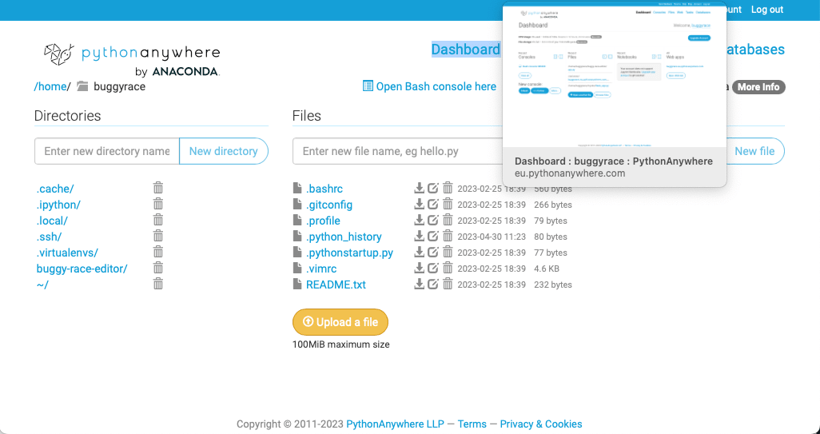 ount Log out
pythonanywhere
by ANACONDA.
Dashboard
atabases
Dashboard
Dashboard : buggyrace : PythonAnywhere
eu.pythonanywhere.com
/home/ buggyrace
Open Bash console here
More Info
Directories
Files
Enter new directory name
New directory
Enter new file name, eg hello.py
New file
.cache/
.ipython/
.local/
.ssh/
.virtualenvs/
buggy-race-editor/
~/
.bashrc 2023-02-25 18:39 560 bytes
.gitconfig 2023-02-25 18:39 266 bytes
.profile 2023-02-25 18:39 79 bytes
.python_history 2023-04-30 11:23 80 bytes
.pythonstartup.py 2023-02-25 18:39 77 bytes
.vimrc 2023-02-25 18:39 4.6 KB
README.txt 2023-02-25 18:39 232 bytes
Upload a file
100MiB maximum size
Copyright © 2011-2023 PythonAnywhere LLP — Terms — Privacy & Cookies